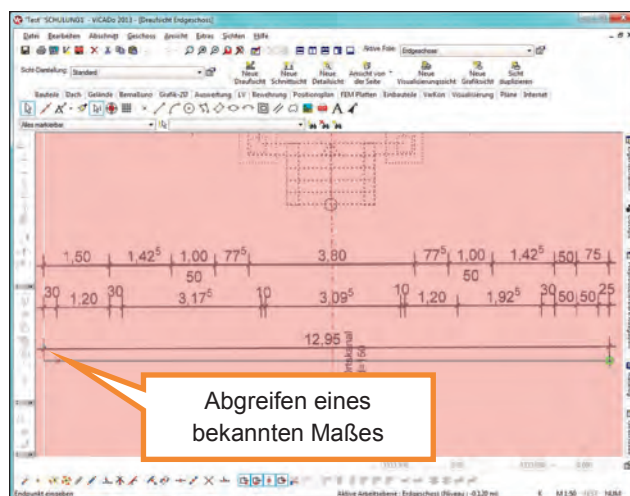 "Test" SCHULUNG1 - ViCADo 2013 - [Draufsicht Erdgeschoss]
Datei Bearbeiten Abschnitt Geschoss Ansicht Extras Sichten Hilfe
Aktive Folie: Erdgeschoss
Sicht Darstellung: Standard
Neue Draufsicht Neue Schnittsicht Neue Detailsicht Ansicht von der Seite Neue Visualisierungssicht Neue Grafiksicht Sicht duplizieren
Bauteile Dach Gelände Bemaßung Grafik-2D Auswertung LV Bewehrung Positionsplan FEM Platten Einbauteile VarKon Visualisierung Pläne Internet
Alles markierbar
1,50 1,42⁵ 1,00 77⁵ 3,80 77⁵ 1,00 1,42⁵ 50 75
50 50
30 1,20 30 3,17⁵ 10 3,09⁵ 10 1,20 1,92⁵ 30 50 50 25
12,95
Abgreifen eines
bekannten Maßes
Endpunkt eingeben Aktive Arbeitsebene: Erdgeschoss (Niveau: -0.120 m) K M 1:50 NUM